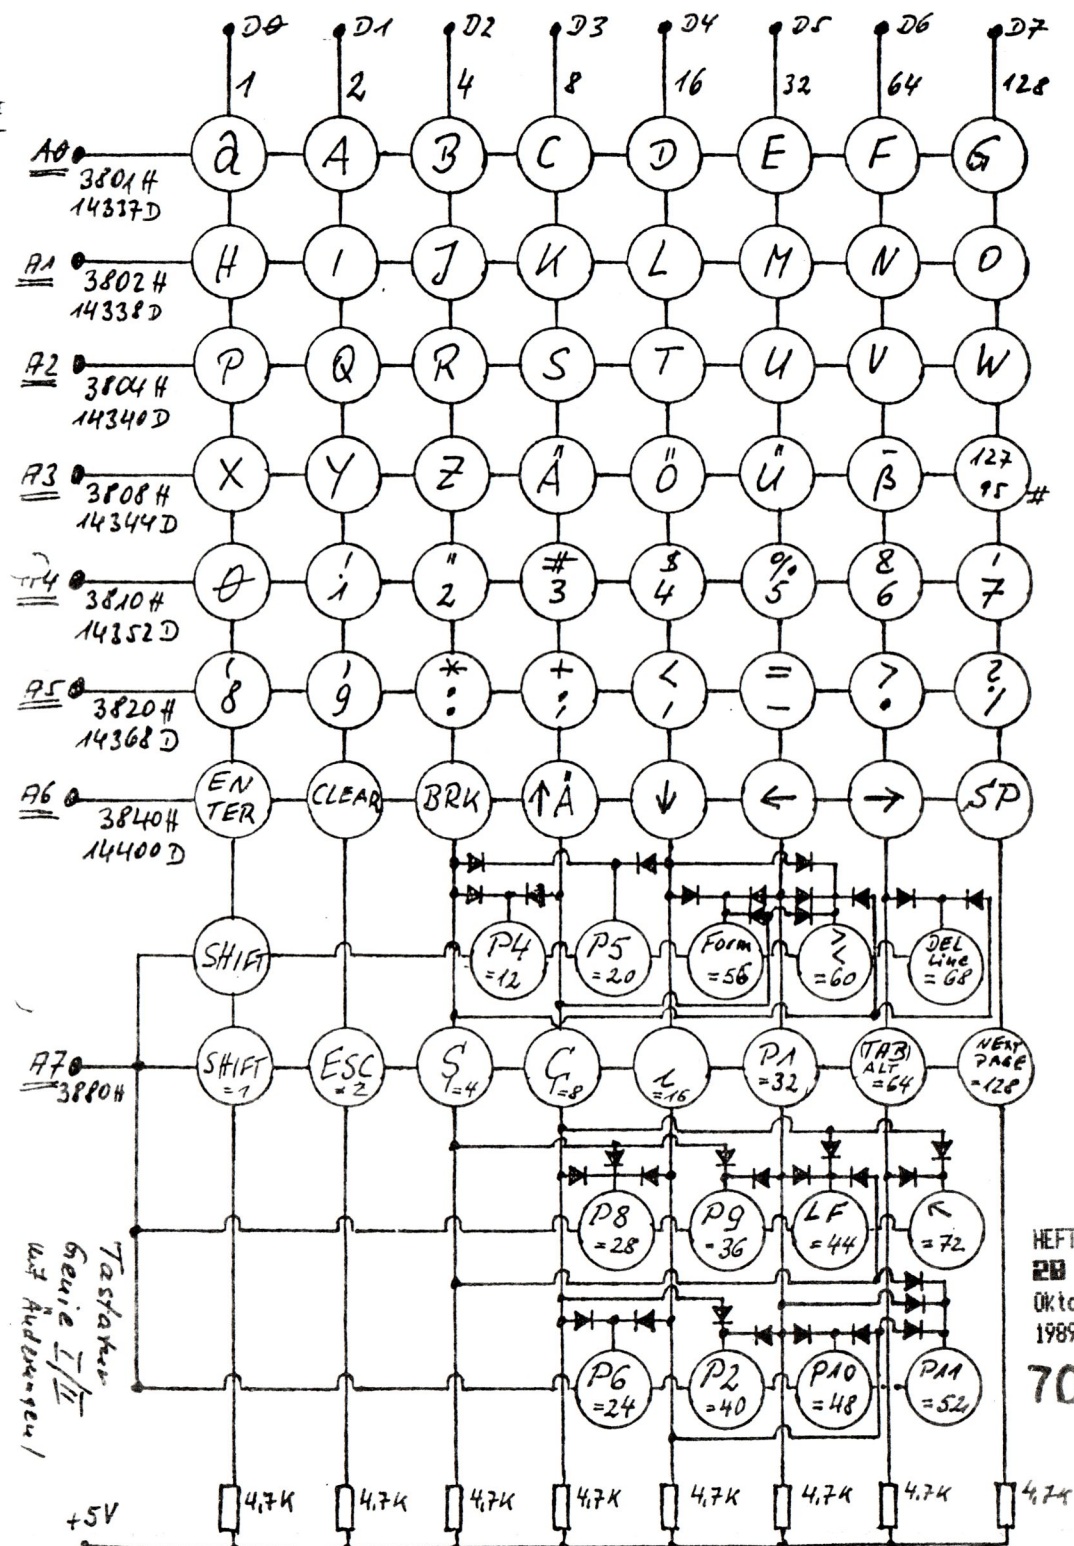 D0 D1 D2 D3 D4 D5 D6 D7
1 2 4 8 16 32 64 128
A0 a A B C D E F G
3801H
14337D
A1 H I J K L M N O
3802H
14338D
A2 P Q R S T U V W
3804H
14340D
A3 X Y Z Ä Ö Ü β 127 95 #
3808H
14344D
A4 0 ! 1 " 2 # 3 $ 4 % 5 & 6 ' 7
3810H
14352D
A5 ( 8 ) 9 * : + ; < , = - > . ? /
3820H
14368D
A6 ENTER CLEAR BRK ↑Ä ↓ ← → SP
3840H
14400D
SHIFT P4 =12 P5 =20 Form =56 > < =60 DEL Line =68
A7 SHIFT =1 ESC =2 =4 =8 =16 P1 =32 (TAB) ALT =64 NEXT PAGE =128
3880H
P8 =28 P9 =36 LF =44 ↖ =72
P6 =24 P2 =40 P10 =48 P11 =52
Tastatur
Genie I/II
mit Änderungen!
HEFT
20
Okto
1989
70
4,7K 4,7K 4,7K 4,7K 4,7K 4,7K 4,7K 4,7K
+5V